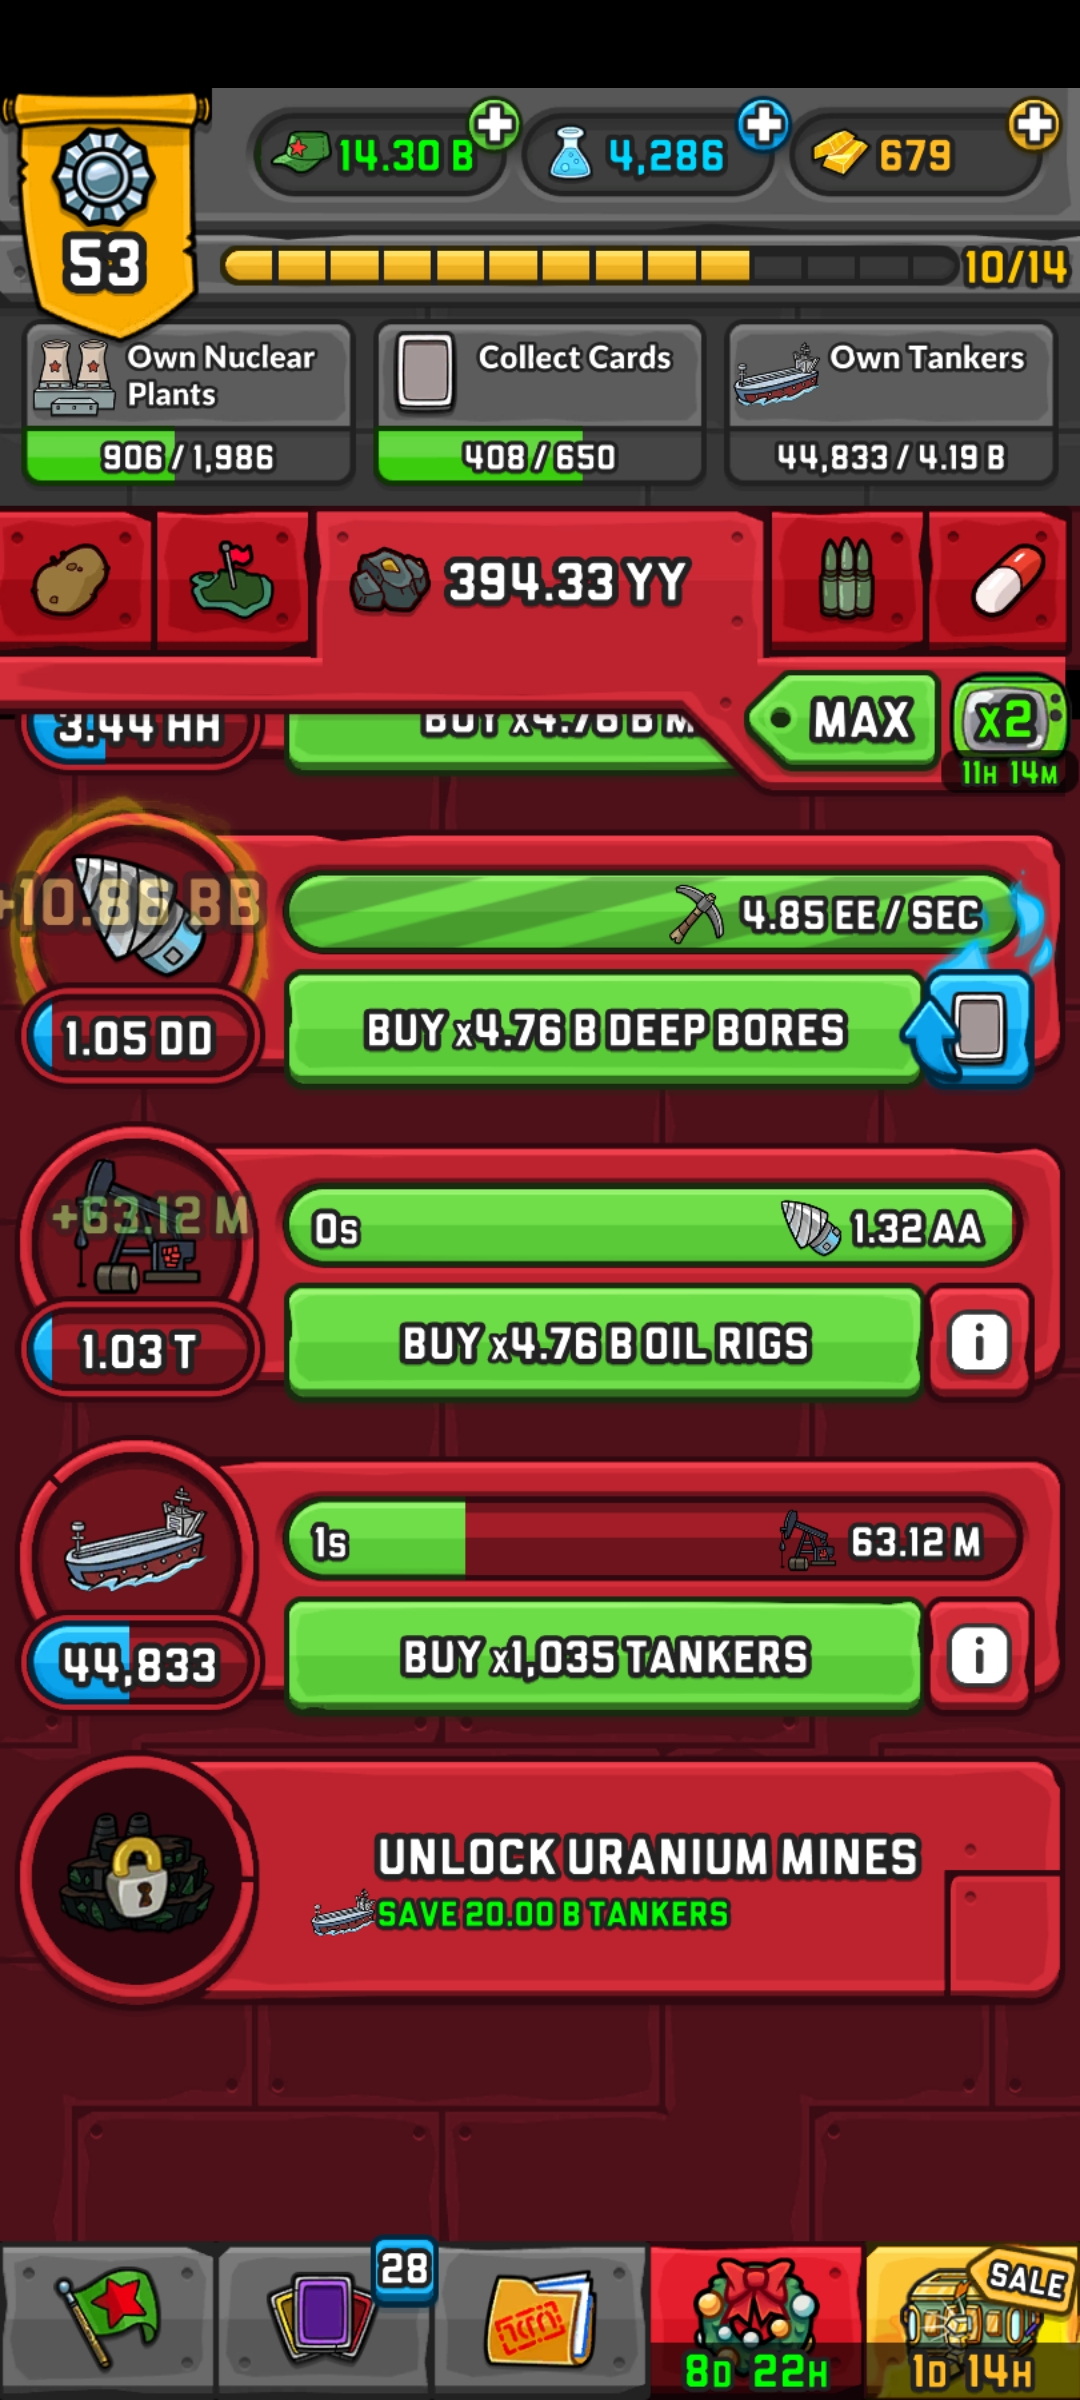 14.30 B
4,286
679
53
10/14
Own Nuclear
Plants
Collect Cards
Own Tankers
906/1,986
408/650
44,833/4.19 B
394.33 YY
MAX
x2
11H 14M
3.44 HH
BUY x4.76 B M
+10.86 BB
4.85 EE / SEC
1.05 DD
BUY x4.76 B DEEP BORES
+63.12 M
0s
1.32 AA
1.03 T
BUY x4.76 B OIL RIGS
i
1s
63.12 M
44,833
BUY x1,035 TANKERS
i
UNLOCK URANIUM MINES
SAVE 20.00 B TANKERS
28
SALE
8D 22H
1D 14H